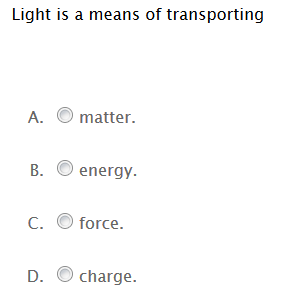 Light is a means of transporting
A. matter.
B. energy.
C. force.
D. charge.